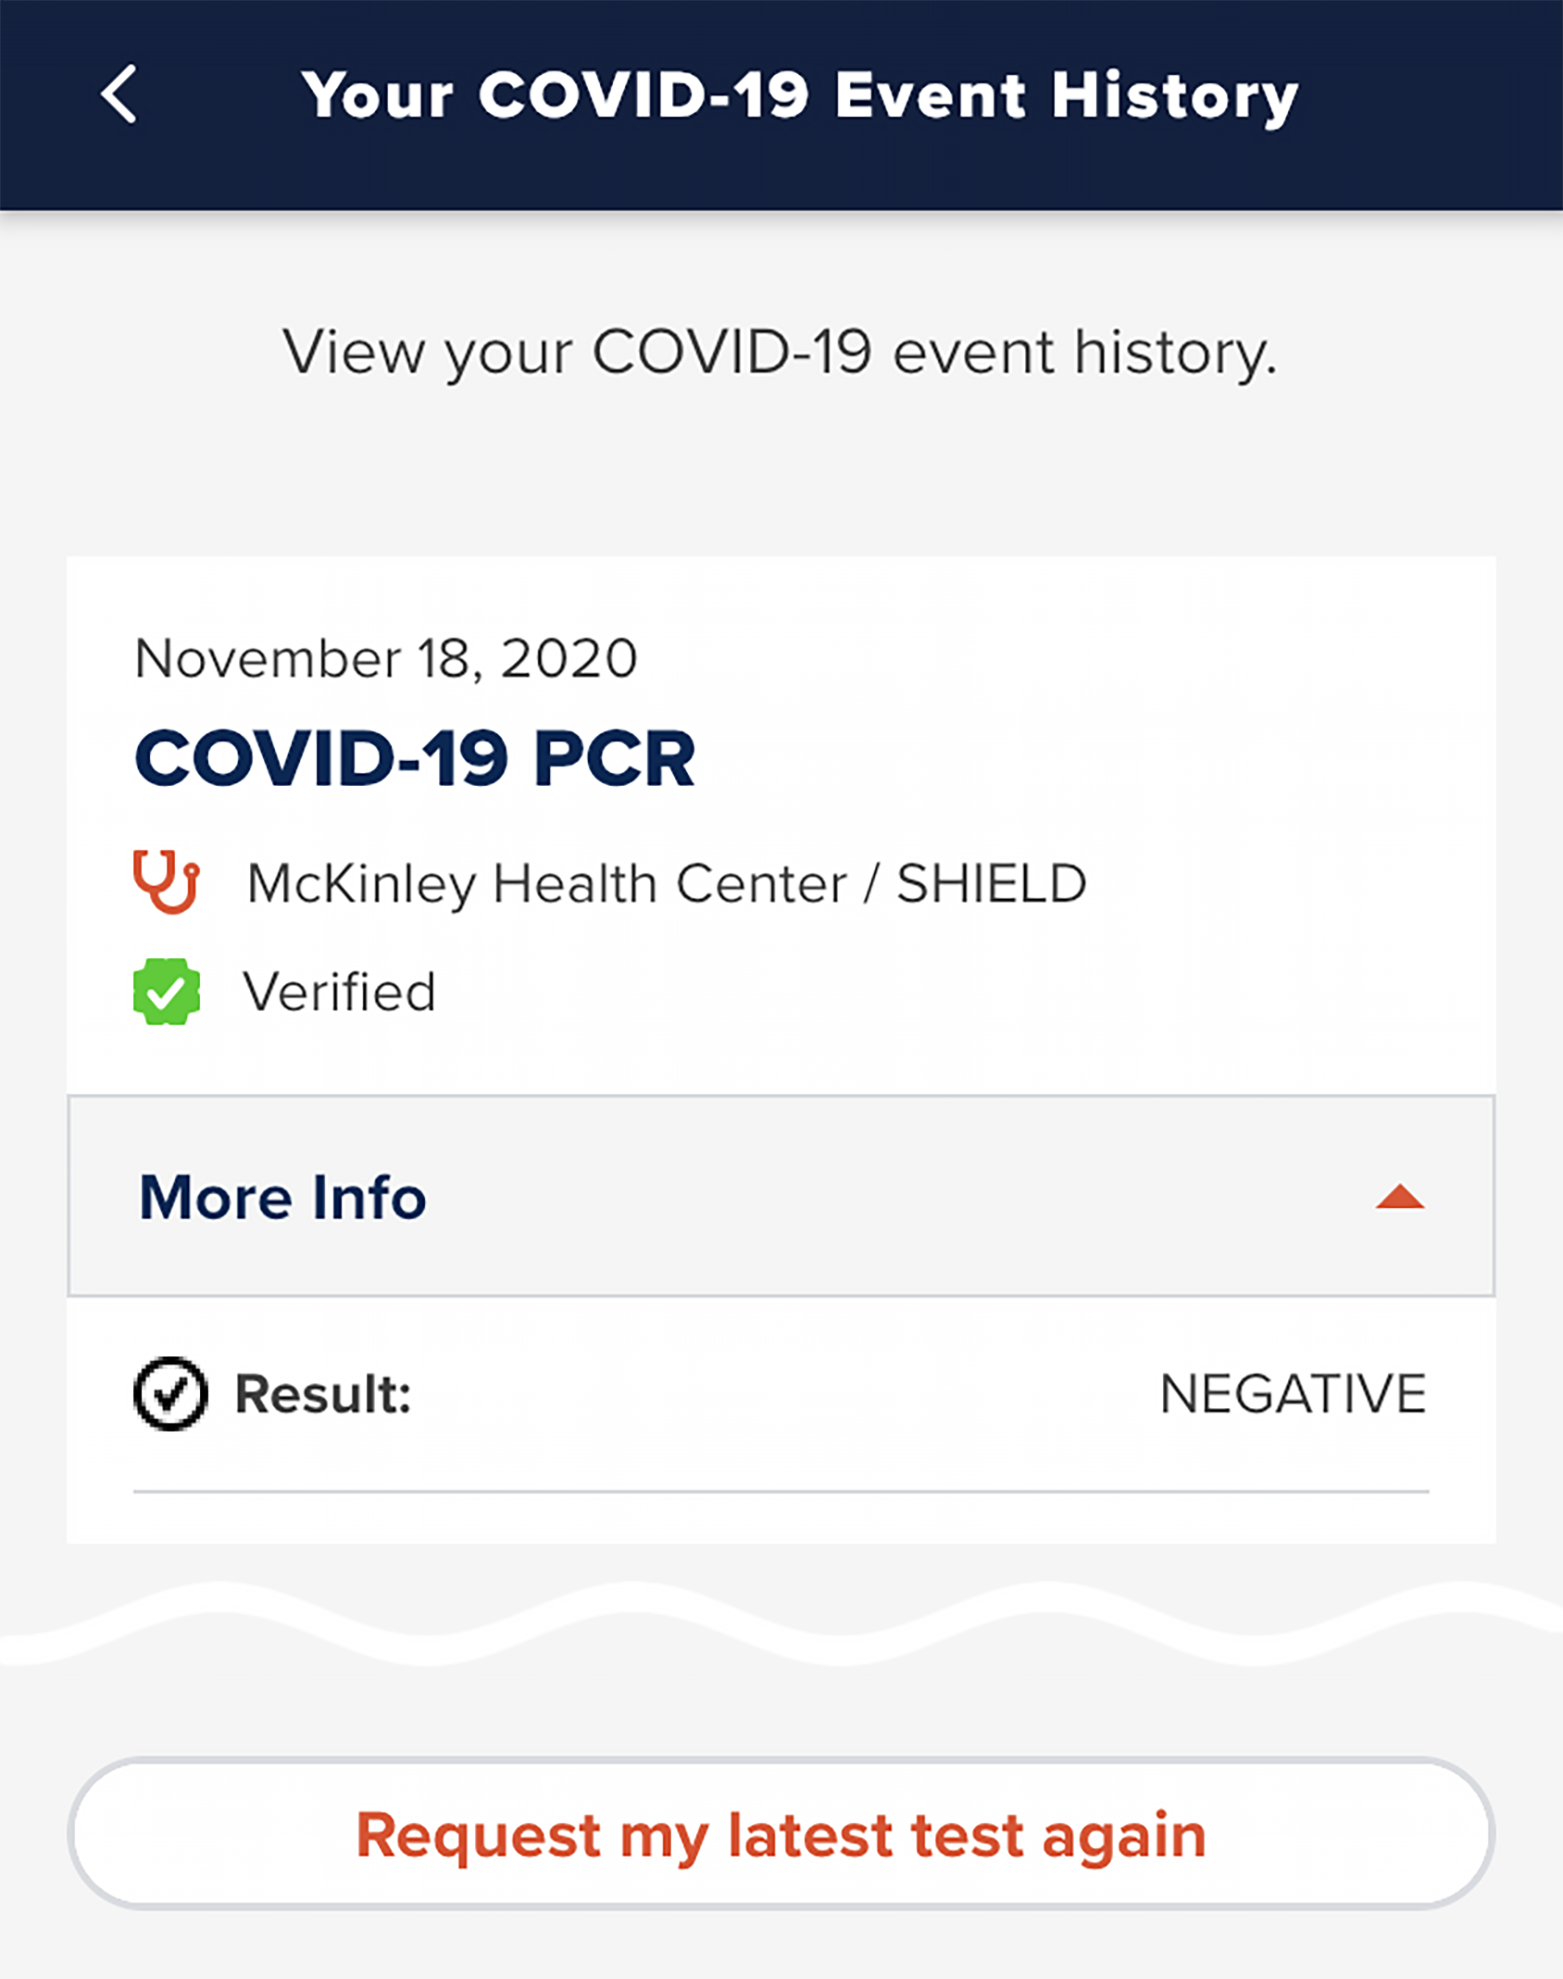 Your COVID-19 Event History
View your COVID-19 event history.
November 18, 2020
COVID-19 PCR
McKinley Health Center / SHIELD
Verified
More Info
Result: NEGATIVE
Request my latest test again